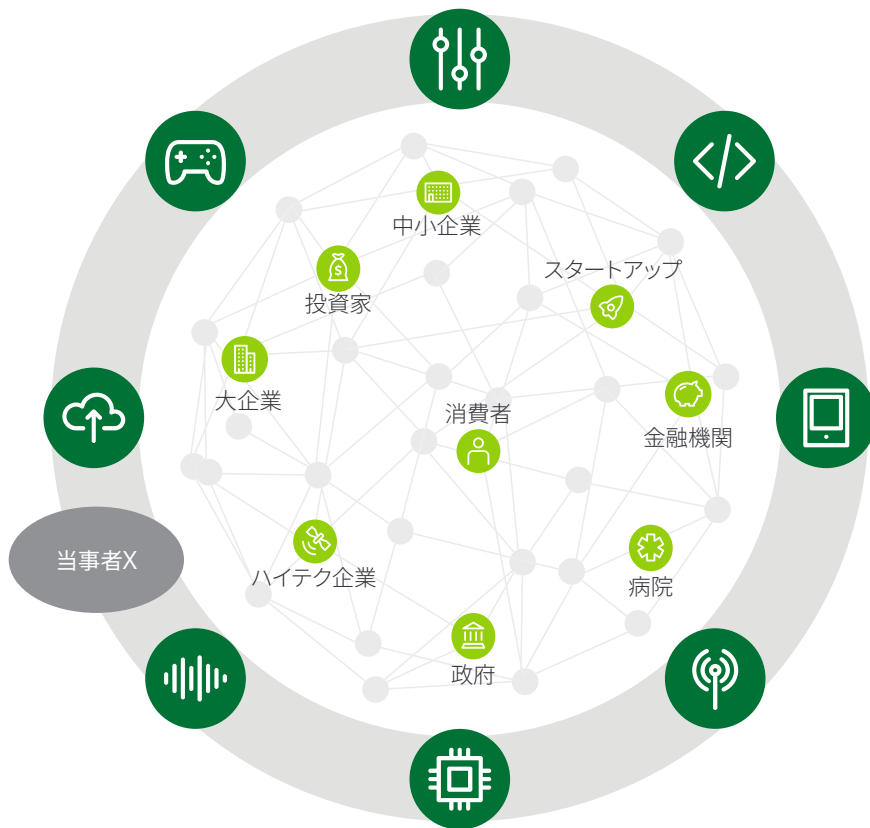 中小企業
スタートアップ
投資家
大企業
消費者
金融機関
当事者X
ハイテク企業
病院
政府